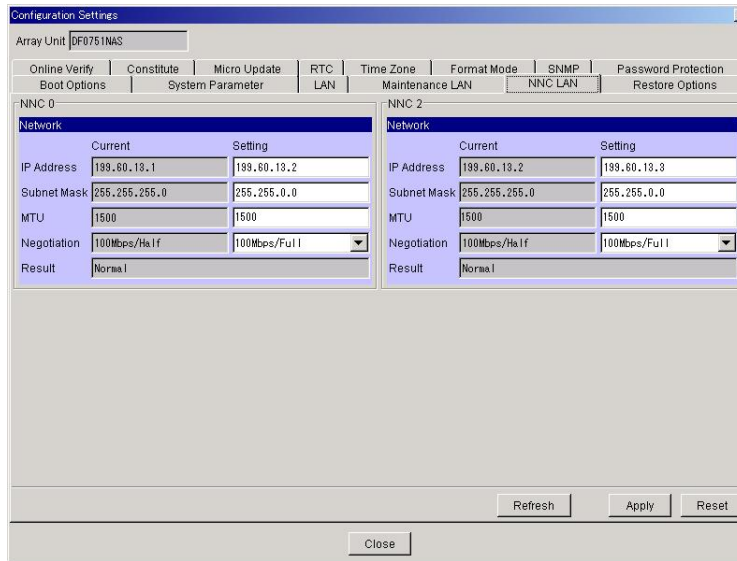 Configuration Settings
Array Unit DF0751NAS
Online Verify Constitute Micro Update RTC Time Zone Format Mode SNMP Password Protection
Boot Options System Parameter LAN Maintenance LAN NNC LAN Restore Options
NNC 0 NNC 2
Network Network
Current Setting Current Setting
IP Address 199.60.13.1 199.60.13.2 IP Address 199.60.13.2 199.60.13.3
Subnet Mask 255.255.255.0 255.255.0.0 Subnet Mask 255.255.255.0 255.255.0.0
MTU 1500 1500 MTU 1500 1500
Negotiation 100Mbps/Half 100Mbps/Full Negotiation 100Mbps/Half 100Mbps/Full
Result Normal Result Normal
Refresh Apply Reset
Close